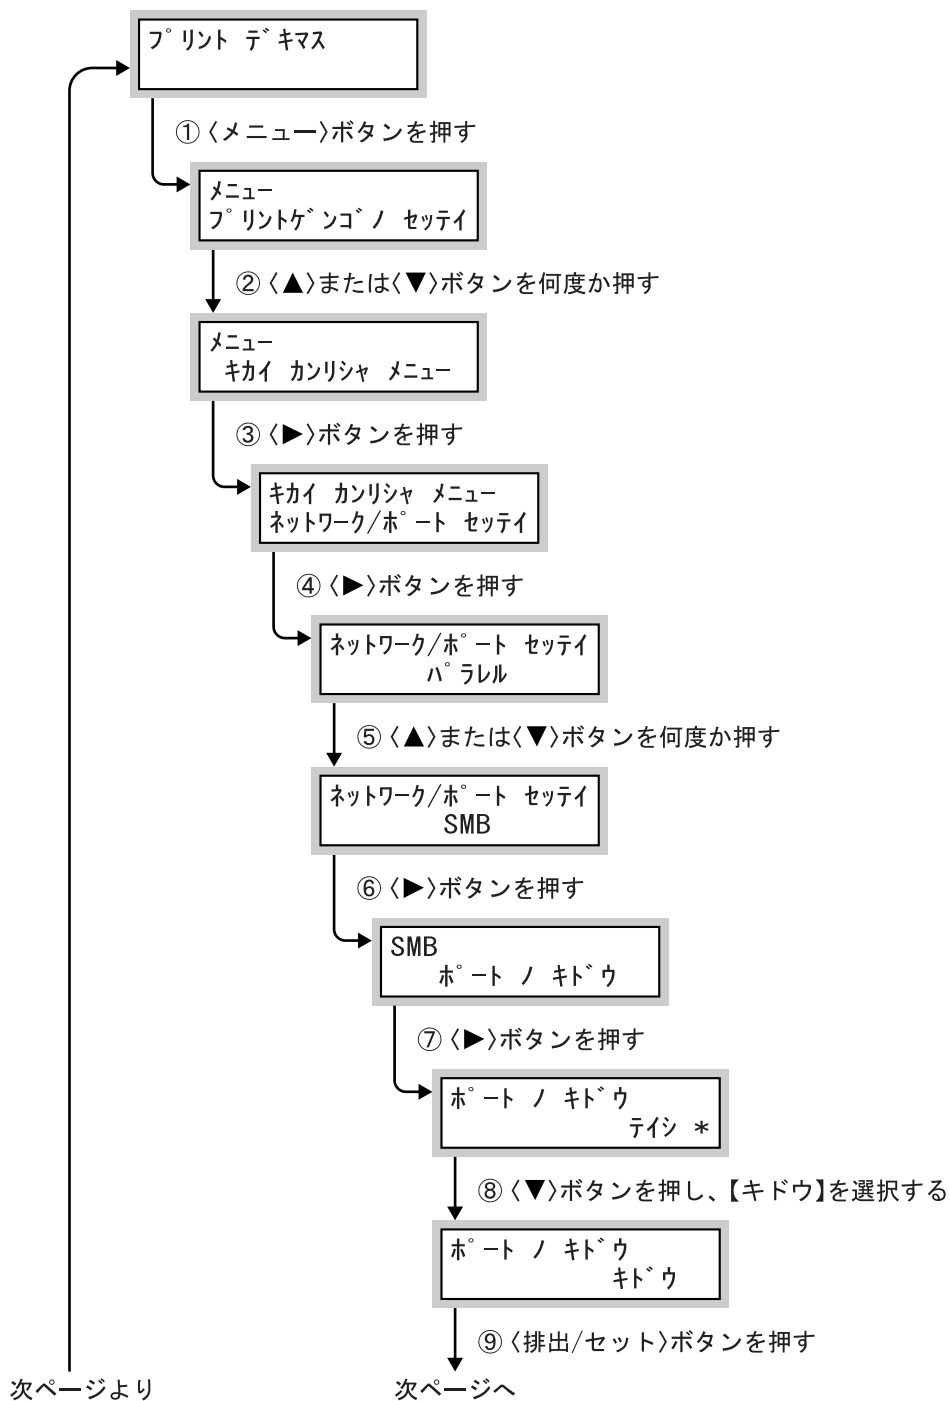 ﾌﾟﾘﾝﾄ ﾃﾞｷﾏｽ
①〈メニュー〉ボタンを押す
ﾒﾆｭｰ
ﾌﾟﾘﾝﾄｹﾞﾝｺﾞﾉ ｾｯﾃｲ
②〈▲〉または〈▼〉ボタンを何度か押す
ﾒﾆｭｰ
ｷｶｲ ｶﾝﾘｼｬ ﾒﾆｭｰ
③〈▶〉ボタンを押す
ｷｶｲ ｶﾝﾘｼｬ ﾒﾆｭｰ
ﾈｯﾄﾜｰｸ/ﾎﾟｰﾄ ｾｯﾃｲ
④〈▶〉ボタンを押す
ﾈｯﾄﾜｰｸ/ﾎﾟｰﾄ ｾｯﾃｲ
ﾊﾟﾗﾚﾙ
⑤〈▲〉または〈▼〉ボタンを何度か押す
ﾈｯﾄﾜｰｸ/ﾎﾟｰﾄ ｾｯﾃｲ
SMB
⑥〈▶〉ボタンを押す
SMB
ﾎﾟｰﾄ ﾉ ｷﾄﾞｳ
⑦〈▶〉ボタンを押す
ﾎﾟｰﾄ ﾉ ｷﾄﾞｳ
ﾃｲｼ *
⑧〈▼〉ボタンを押し、【キドウ】を選択する
ﾎﾟｰﾄ ﾉ ｷﾄﾞｳ
ｷﾄﾞｳ
⑨〈排出/セット〉ボタンを押す
次ページより
次ページへ